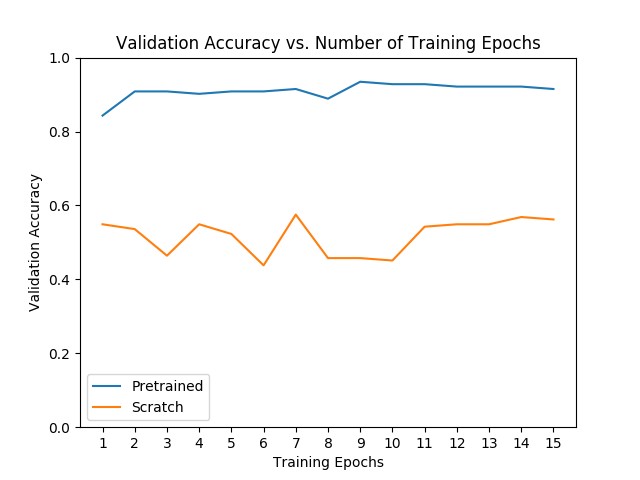 Validation Accuracy vs. Number of Training Epochs
1.0
0.8
0.6
0.4
0.2
0.0
Validation Accuracy
Pretrained
Scratch
1 2 3 4 5 6 7 8 9 10 11 12 13 14 15
Training Epochs